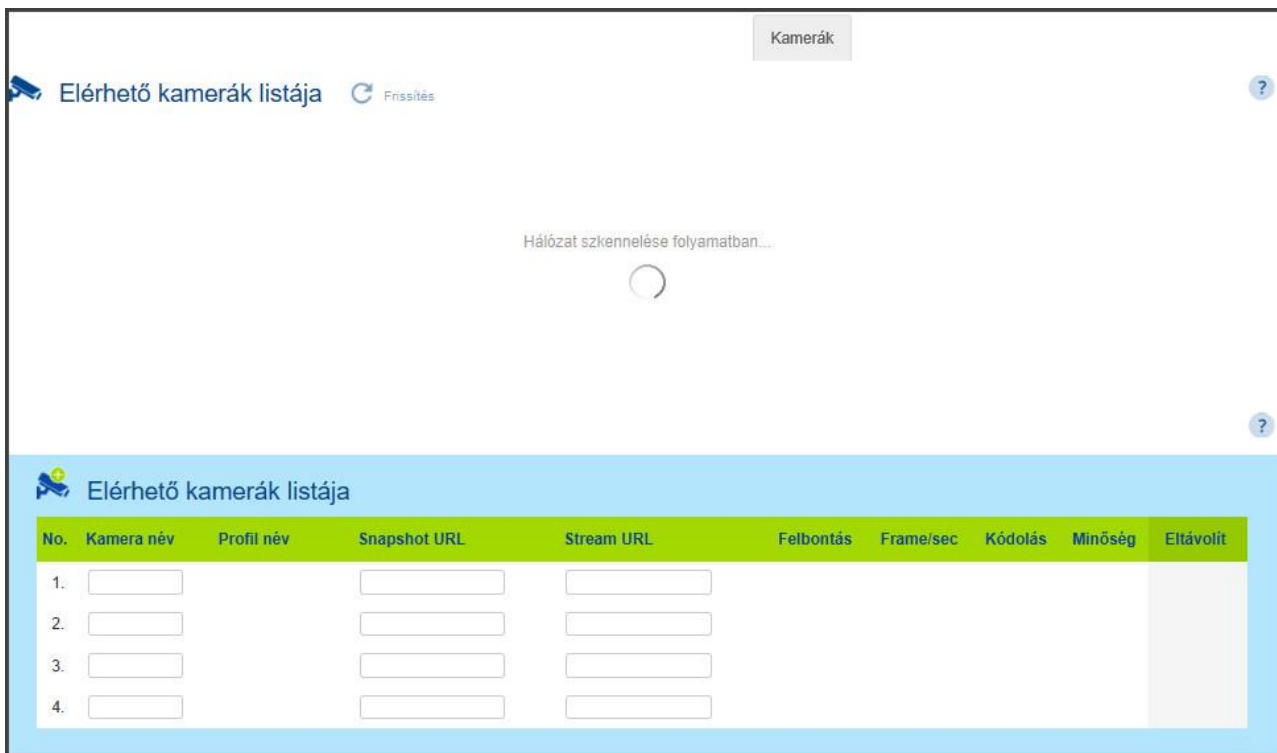 Kamerák
Elérhető kamerák listája Frissítés ?
Hálózat szkennelése folyamatban...
?
Elérhető kamerák listája
No. Kamera név Profil név Snapshot URL Stream URL Felbontás Frame/sec Kódolás Minőség Eltávolít
1.
2.
3.
4.